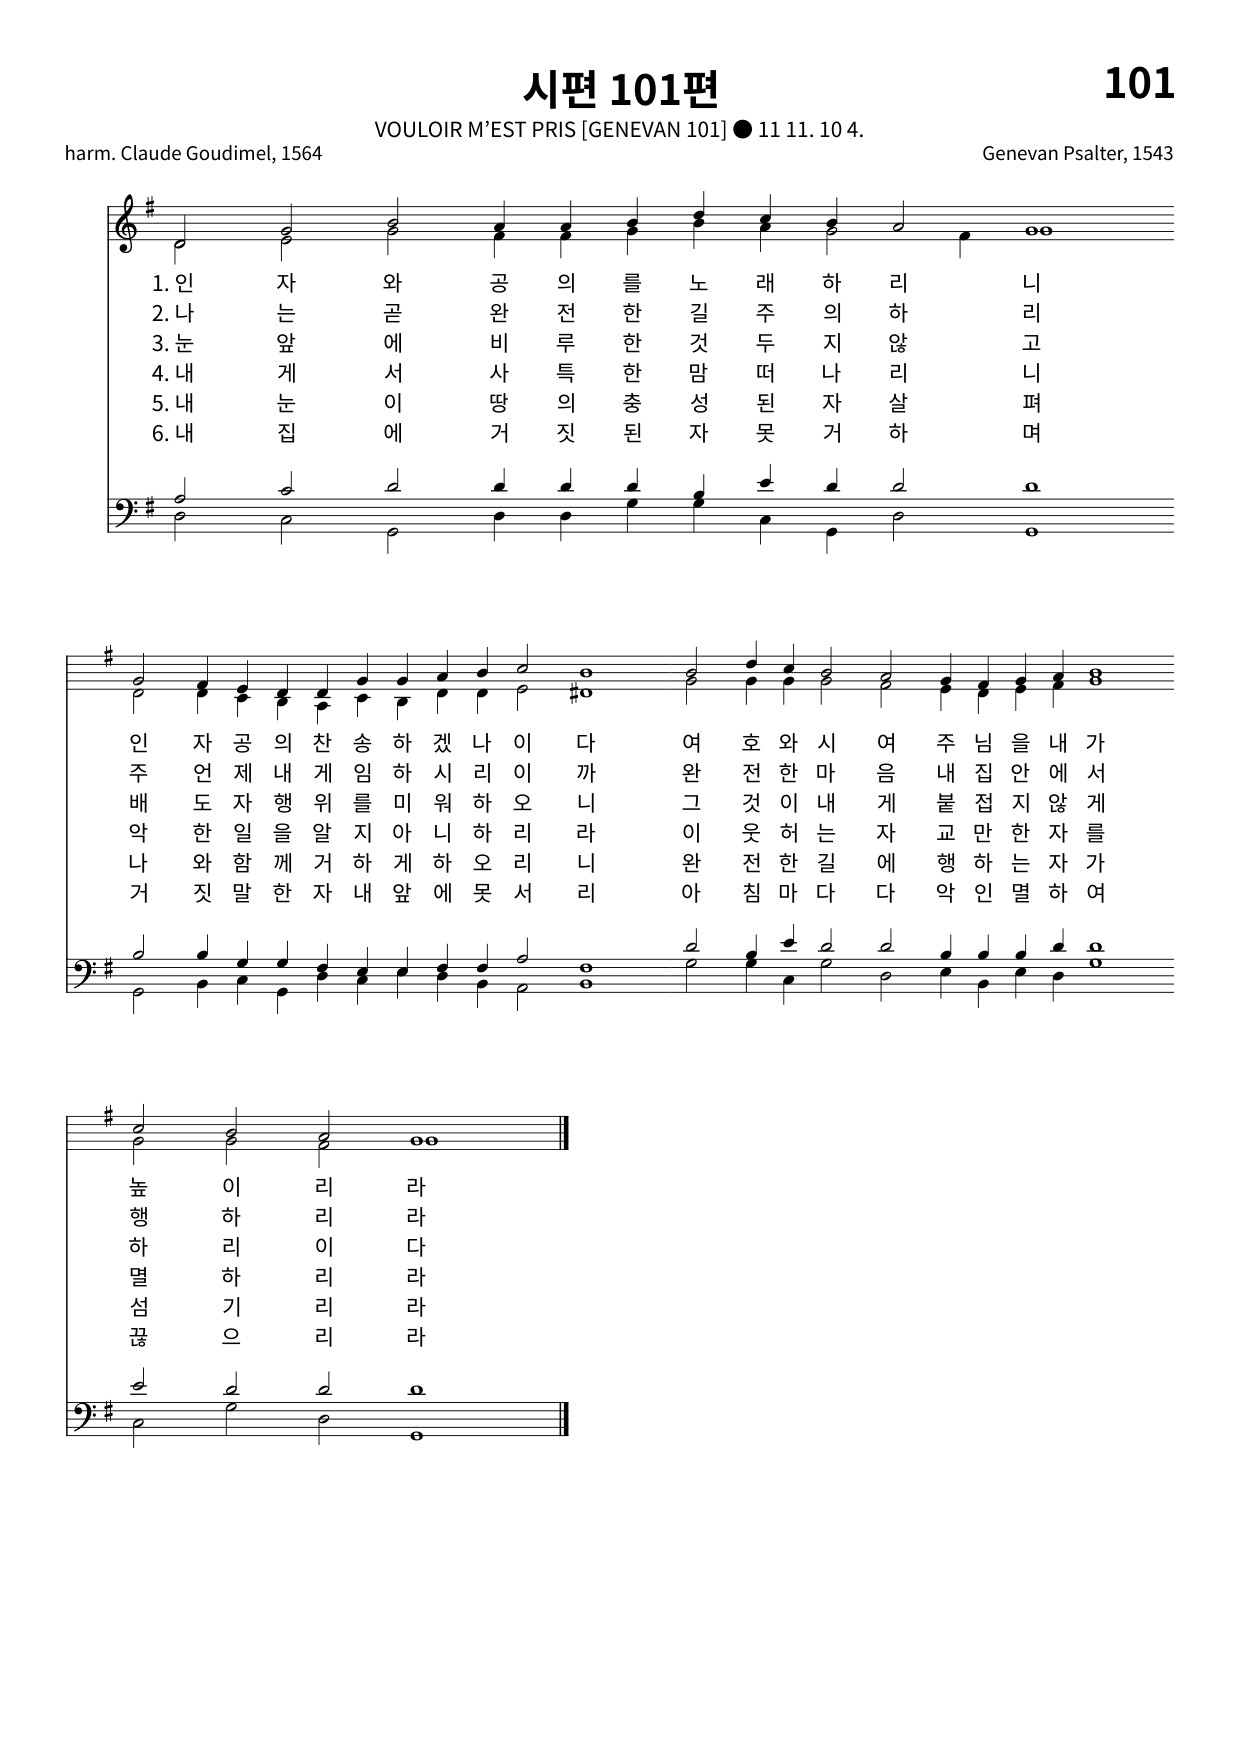 시편 101편
101
VOULOIR M’EST PRIS [GENEVAN 101] ● 11 11. 10 4.
harm. Claude Goudimel, 1564
Genevan Psalter, 1543
1. 인 자 와 공 의 를 노 래 하 리 니
2. 나 는 곧 완 전 한 길 주 의 하 리
3. 눈 앞 에 비 루 한 것 두 지 않 고
4. 내 게 서 사 특 한 맘 떠 나 리 니
5. 내 눈 이 땅 의 충 성 된 자 살 펴
6. 내 집 에 거 짓 된 자 못 거 하 며
인 자 공 의 찬 송 하 겠 나 이 다 여 호 와 시 여 주 님 을 내 가
주 언 제 내 게 임 하 시 리 이 까 완 전 한 마 음 내 집 안 에 서
배 도 자 행 위 를 미 워 하 오 니 그 것 이 내 게 붙 접 지 않 게
악 한 일 을 알 지 아 니 하 리 라 이 웃 허 는 자 교 만 한 자 를
나 와 함 께 거 하 게 하 오 리 니 완 전 한 길 에 행 하 는 자 가
거 짓 말 한 자 내 앞 에 못 서 리 아 침 마 다 다 악 인 멸 하 여
높 이 리 라
행 하 리 라
하 리 이 다
멸 하 리 라
섬 기 리 라
끊 으 리 라